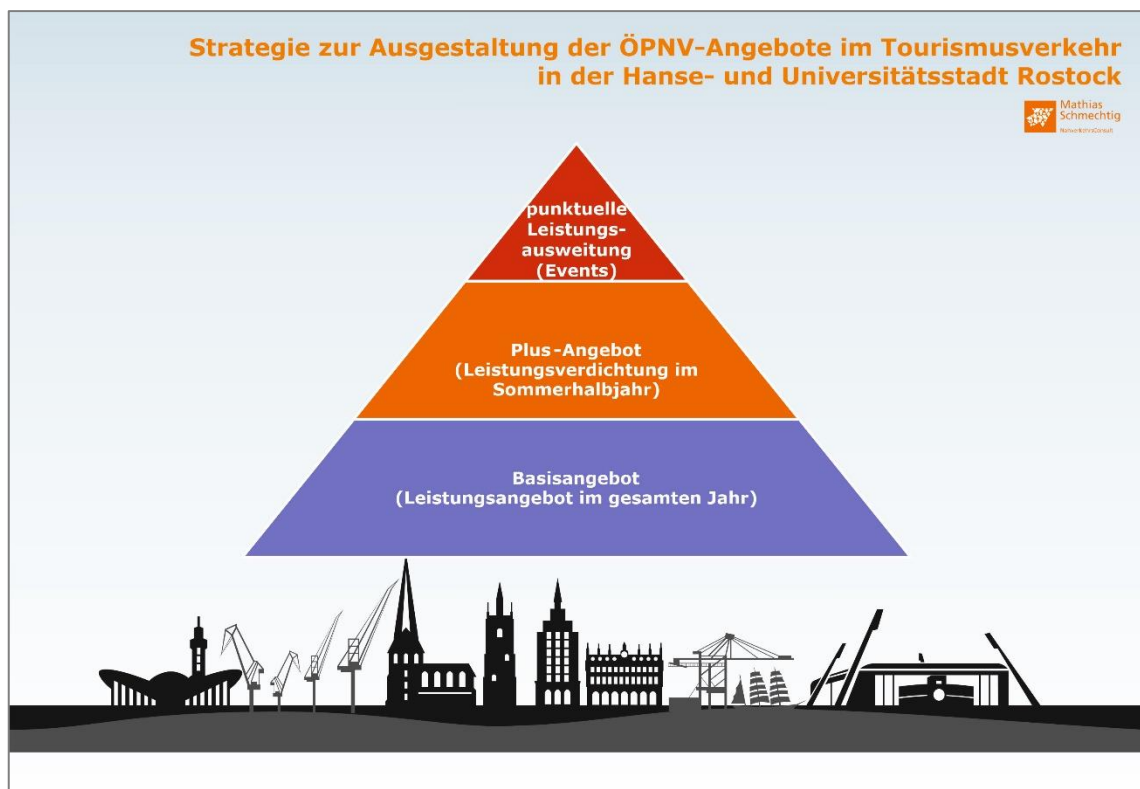 Strategie zur Ausgestaltung der ÖPNV-Angebote im Tourismusverkehr
in der Hanse- und Universitätsstadt Rostock
Mathias
Schmechtig
NahverkehrsConsult
punktuelle
Leistungs-
ausweitung
(Events)
Plus-Angebot
(Leistungsverdichtung im
Sommerhalbjahr)
Basisangebot
(Leistungsangebot im gesamten Jahr)